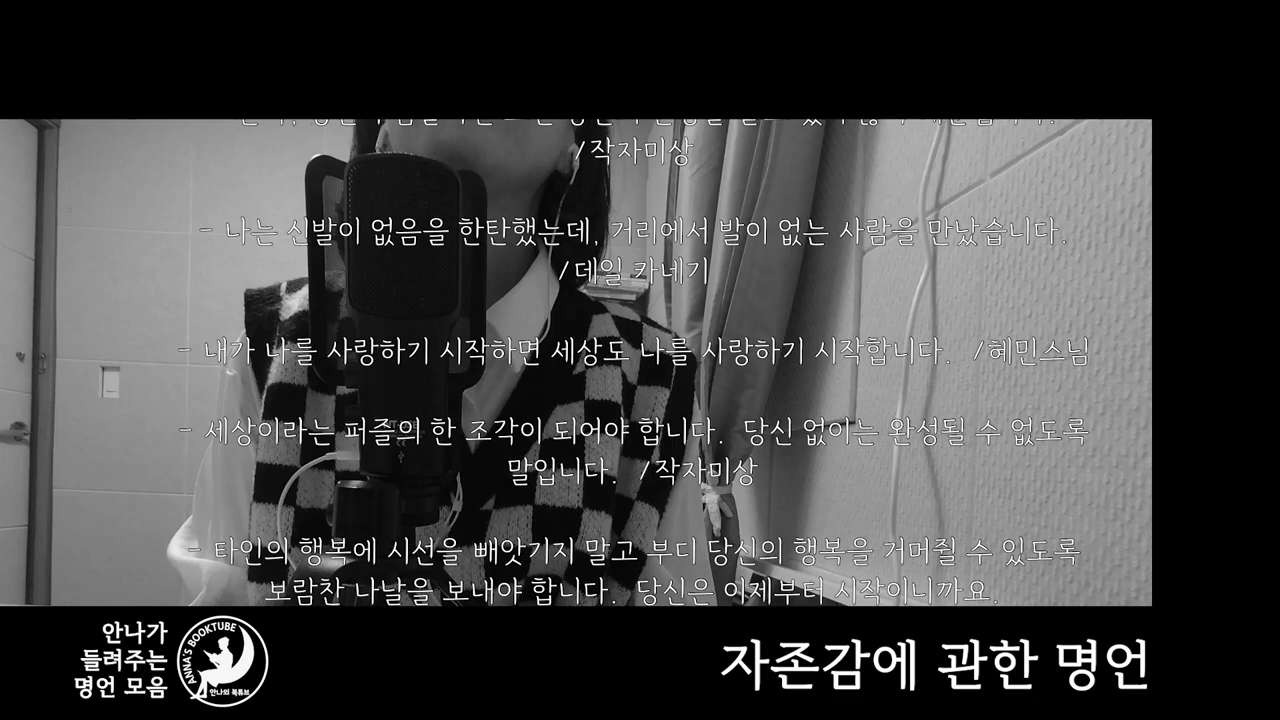 /작자미상
- 나는 신발이 없음을 한탄했는데, 거리에서 발이 없는 사람을 만났습니다.
/데일 카네기
- 내가 나를 사랑하기 시작하면 세상도 나를 사랑하기 시작합니다. /혜민스님
- 세상이라는 퍼즐의 한 조각이 되어야 합니다. 당신 없이는 완성될 수 없도록
말입니다. /작자미상
- 타인의 행복에 시선을 빼앗기지 말고 부디 당신의 행복을 거머쥘 수 있도록
보람찬 나날을 보내야 합니다. 당신은 이제부터 시작이니까요.
안나가
들려주는
명언 모음
ANNA'S BOOKTUBE
안나의 북튜브
자존감에 관한 명언